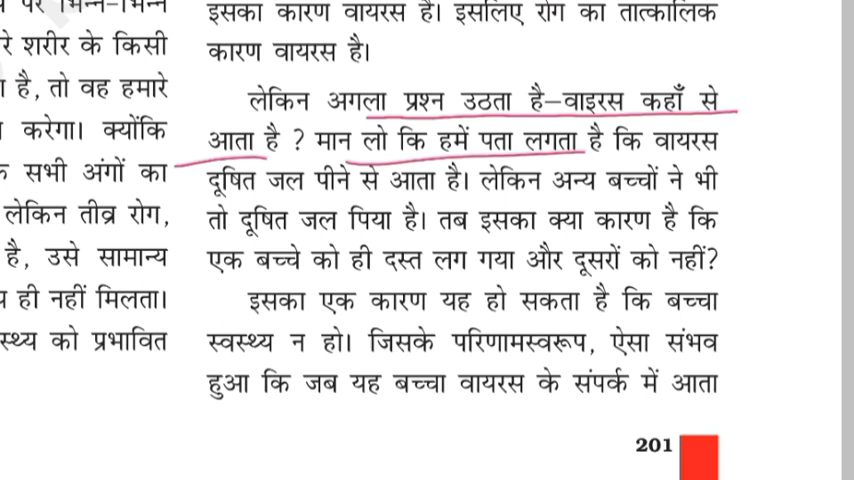 रे शरीर के किसी
है, तो वह हमारे
करेगा। क्योंकि
सभी अंगों का
लेकिन तीव्र रोग,
है, उसे सामान्य
ही नहीं मिलता।
स्थ्य को प्रभावित
इसका कारण वायरस है। इसलिए रोग का तात्कालिक
कारण वायरस है।
लेकिन अगला प्रश्न उठता है–वाइरस कहाँ से
आता है ? मान लो कि हमें पता लगता है कि वायरस
दूषित जल पीने से आता है। लेकिन अन्य बच्चों ने भी
तो दूषित जल पिया है। तब इसका क्या कारण है कि
एक बच्चे को ही दस्त लग गया और दूसरों को नहीं?
इसका एक कारण यह हो सकता है कि बच्चा
स्वस्थ्य न हो। जिसके परिणामस्वरूप, ऐसा संभव
हुआ कि जब यह बच्चा वायरस के संपर्क में आता
201